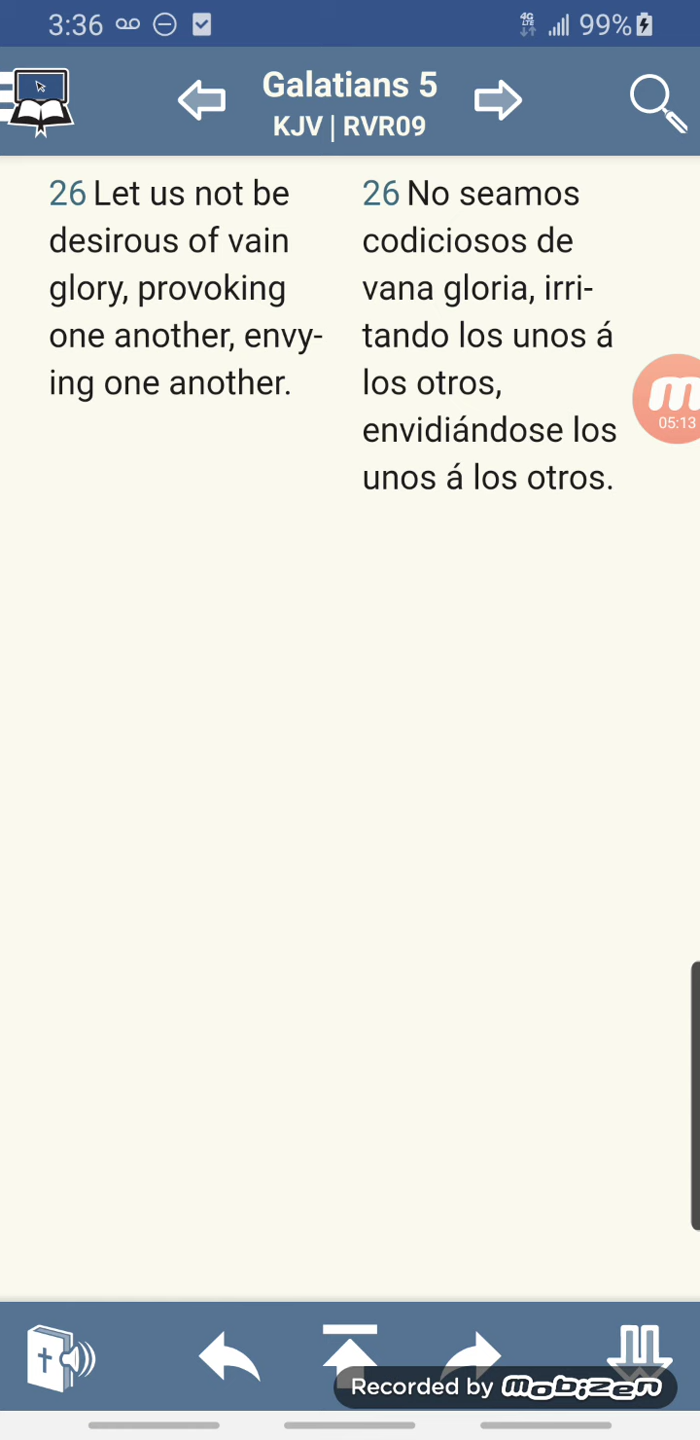 3:36
4G
LTE
99%
Galatians 5
KJV | RVR09
26 Let us not be
desirous of vain
glory, provoking
one another, envy-
ing one another.
26 No seamos
codiciosos de
vana gloria, irri-
tando los unos á
los otros,
envidiándose los
unos á los otros.
m
05:13
Recorded by mobizen